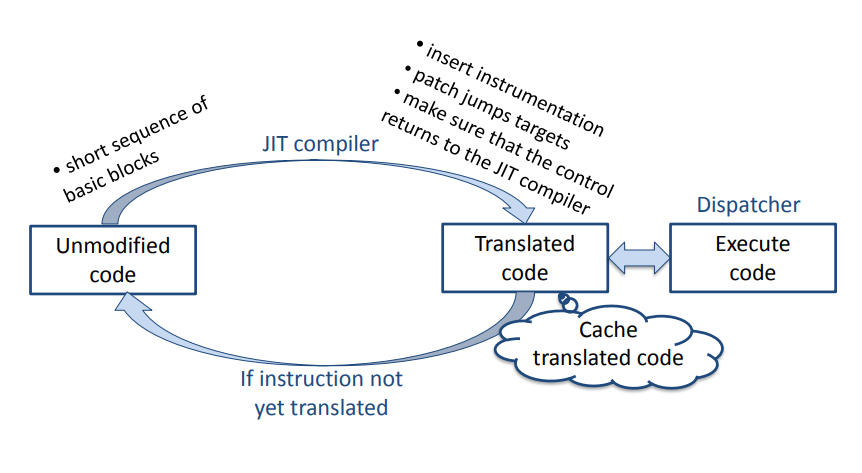 • insert instrumentation
• patch jumps targets
• make sure that the control
returns to the JIT compiler
• short sequence of
basic blocks
JIT compiler
Dispatcher
Unmodified
code
Translated
code
Execute
code
Cache
translated code
If instruction not
yet translated